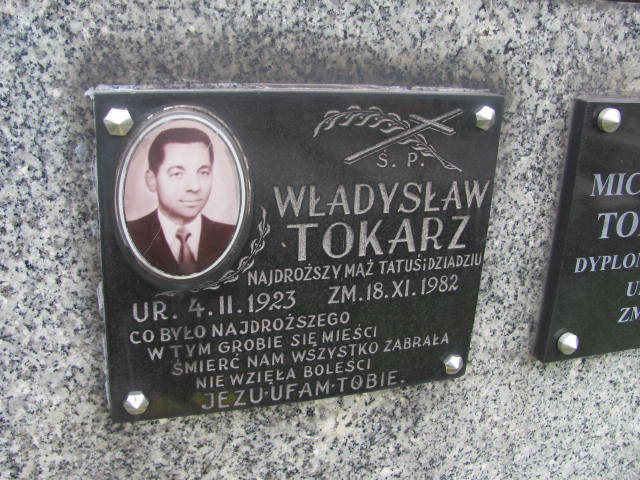 Ś. P.
WŁADYSŁAW
TOKARZ
NAJDROŻSZY MĄŻ TATUŚ i DZIADZIU
UR. 4. II. 1923 ZM. 18. XI. 1982
CO BYŁO NAJDROŻSZEGO
W TYM GROBIE SIĘ MIEŚCI
ŚMIERĆ NAM WSZYSTKO ZABRAŁA
NIE WZIĘŁA BOLEŚCI
JEZU·UFAM·TOBIE.
MIC
TO
DYPLOM
U
ZM